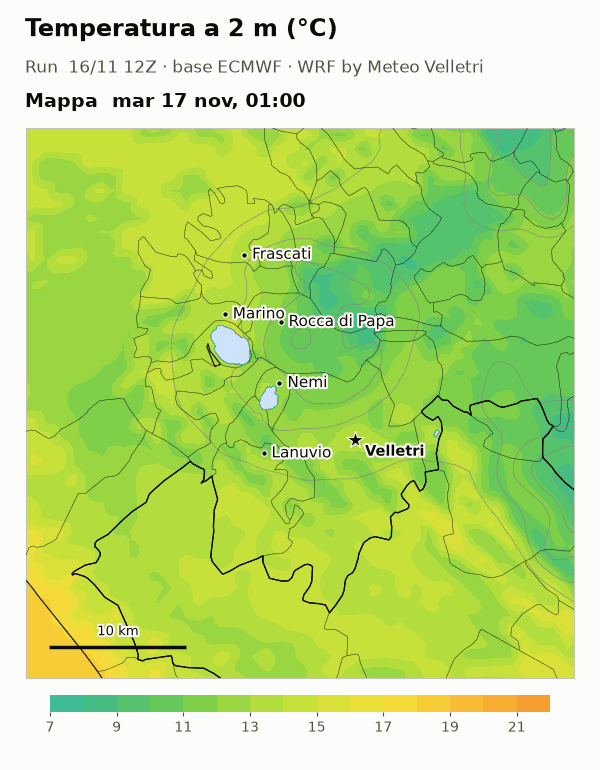 Temperatura a 2 m (°C)
Run  16/11 12Z · base ECMWF · WRF by Meteo Velletri
Mappa  mar 17 nov, 01:00
Frascati
Marino
Rocca di Papa
Nemi
Velletri
Lanuvio
10 km
7 9 11 13 15 17 19 21